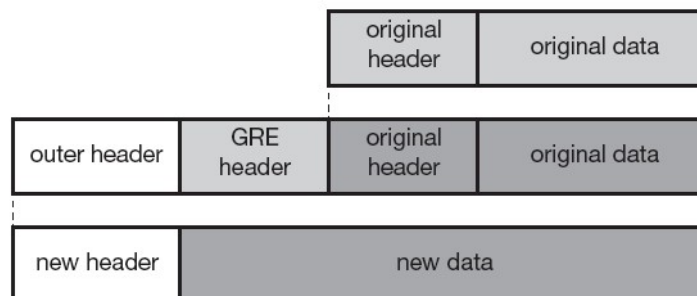 original
header
original data
outer header
GRE
header
original
header
original data
new header
new data